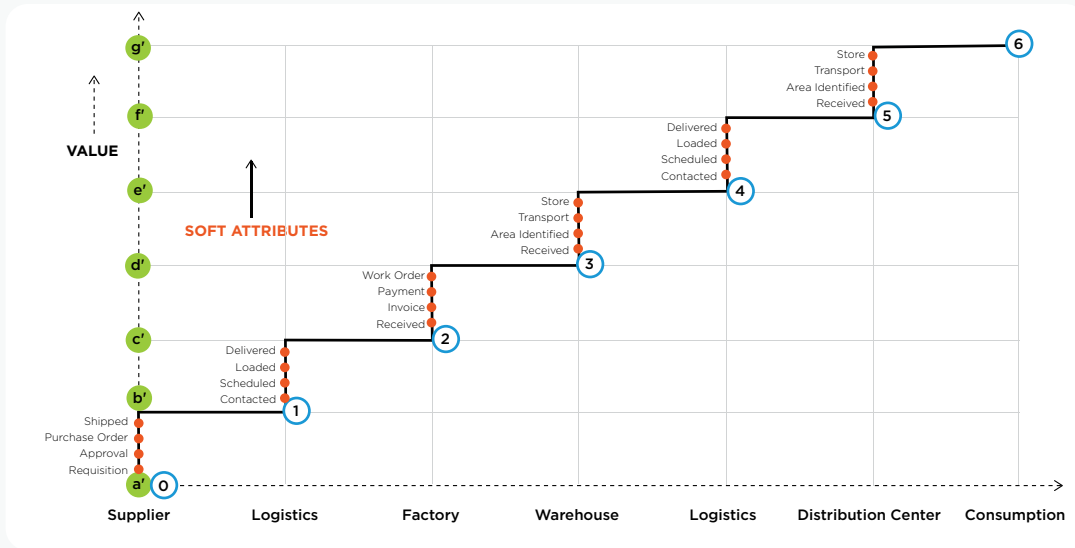 g'
6
Store
Transport
Area Identified
Received
f'
5
Delivered
Loaded
Scheduled
Contacted
VALUE
e'
4
Store
Transport
Area Identified
Received
SOFT ATTRIBUTES
d'
3
Work Order
Payment
Invoice
Received
c'
2
Delivered
Loaded
Scheduled
Contacted
b'
1
Shipped
Purchase Order
Approval
Requisition
a'
0
Supplier
Logistics
Factory
Warehouse
Logistics
Distribution Center
Consumption